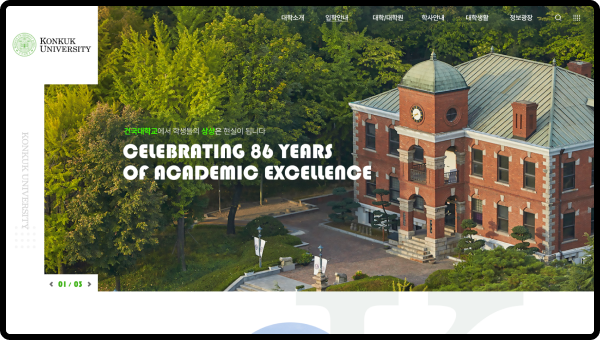 대학소개 입학안내 대학/대학원 학사안내 대학생활 정보광장
KONKUK
UNIVERSITY
건국대학교에서 학생들의 상상은 현실이 됩니다
CELEBRATING 86 YEARS
OF ACADEMIC EXCELLENCE
KONKUK UNIVERSITY
01 / 03